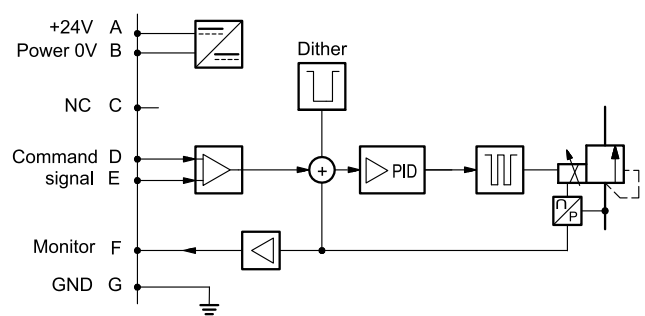 +24V A
Power 0V B
Dither
NC C
Command D
signal E
+
PID
P
Monitor F
GND G